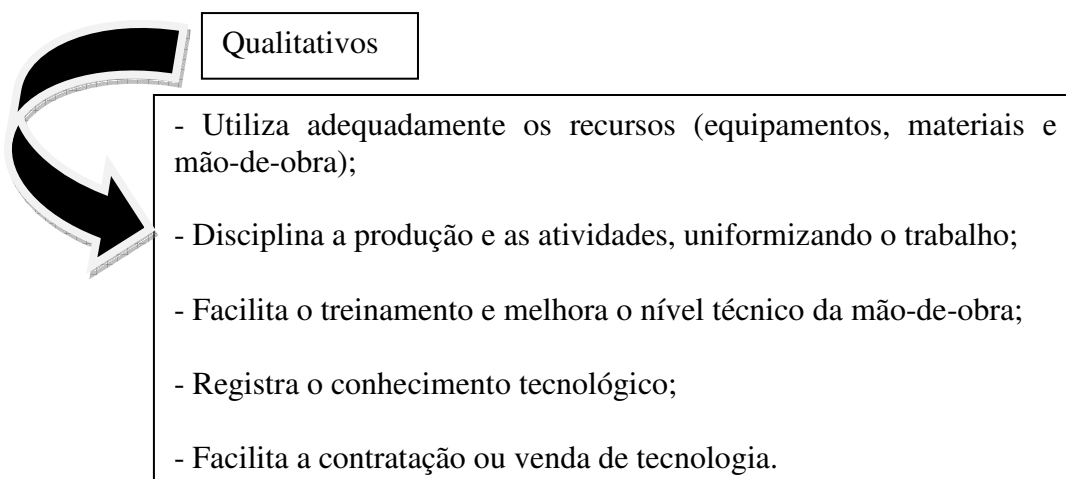 Qualitativos
- Utiliza adequadamente os recursos (equipamentos, materiais e
mão-de-obra);
- Disciplina a produção e as atividades, uniformizando o trabalho;
- Facilita o treinamento e melhora o nível técnico da mão-de-obra;
- Registra o conhecimento tecnológico;
- Facilita a contratação ou venda de tecnologia.